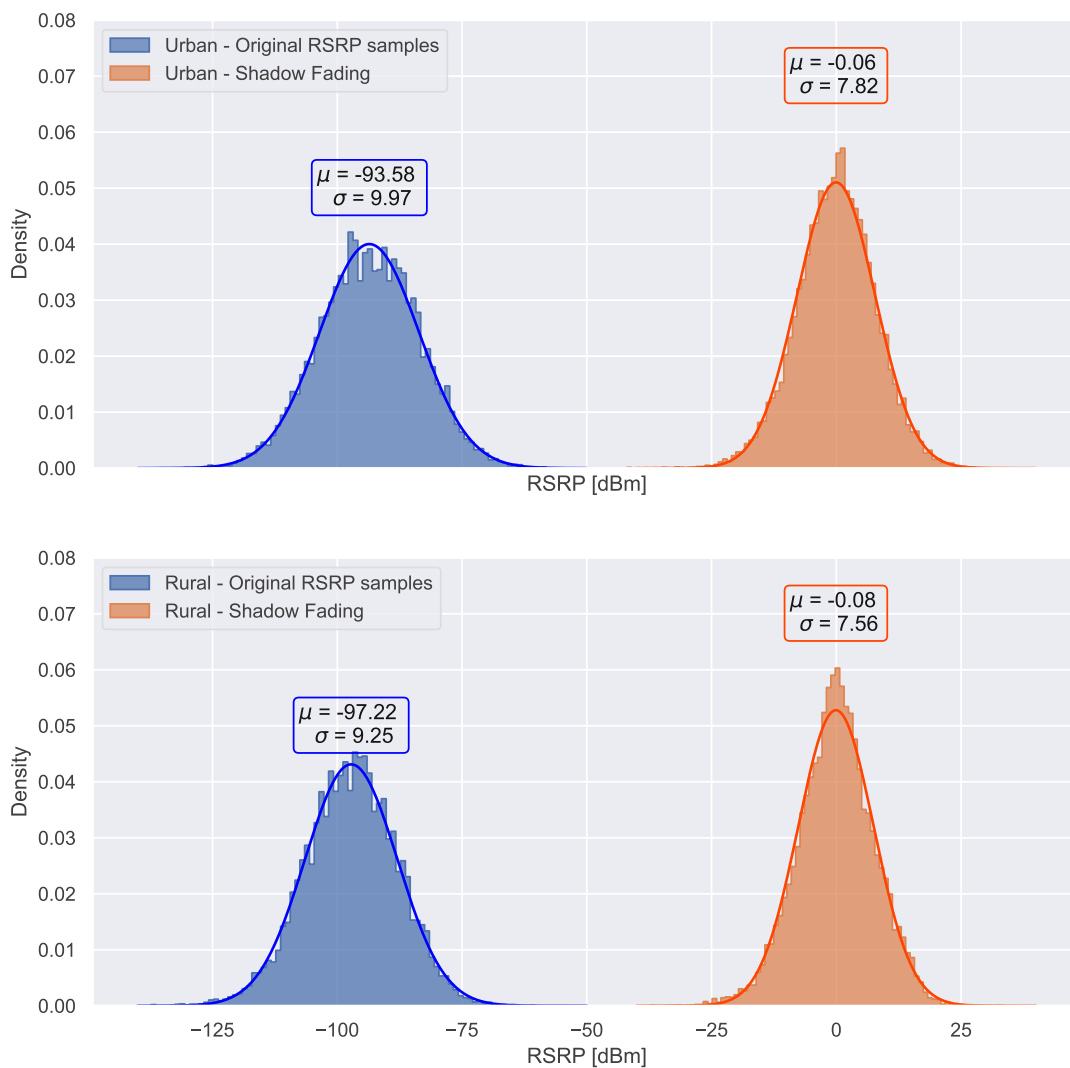 0.08
0.07
0.06
0.05
0.04
0.03
0.02
0.01
0.00
Density
Urban - Original RSRP samples
Urban - Shadow Fading
μ = -93.58
σ = 9.97
μ = -0.06
σ = 7.82
RSRP [dBm]
0.08
0.07
0.06
0.05
0.04
0.03
0.02
0.01
0.00
Density
Rural - Original RSRP samples
Rural - Shadow Fading
μ = -97.22
σ = 9.25
μ = -0.08
σ = 7.56
−125 −100 −75 −50 −25 0 25
RSRP [dBm]